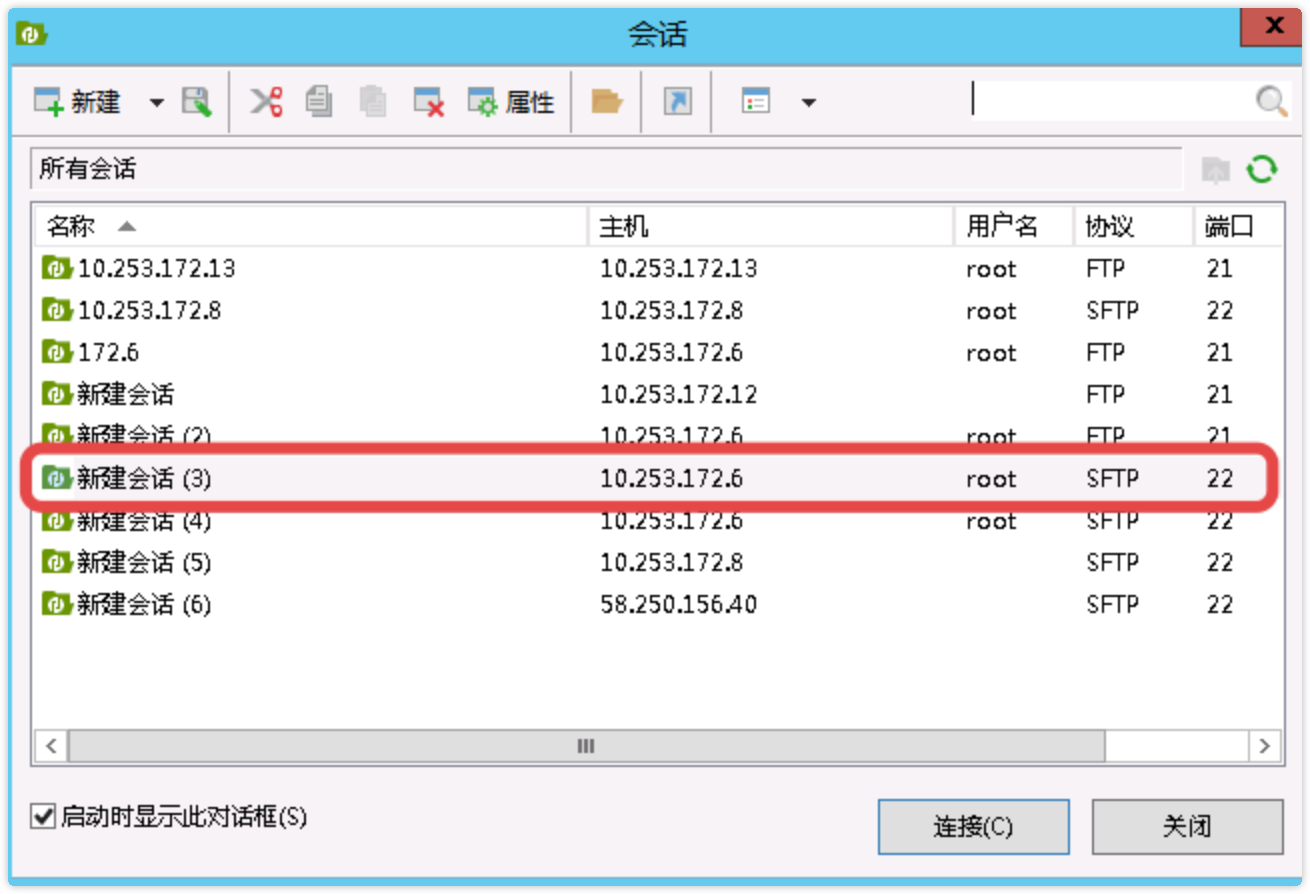 会话
新建 属性
所有会话
名称 主机 用户名 协议 端口
10.253.172.13 10.253.172.13 root FTP 21
10.253.172.8 10.253.172.8 root SFTP 22
172.6 10.253.172.6 root FTP 21
新建会话 10.253.172.12 FTP 21
新建会话 (2) 10.253.172.6 root FTP 21
新建会话 (3) 10.253.172.6 root SFTP 22
新建会话 (4) 10.253.172.6 root SFTP 22
新建会话 (5) 10.253.172.8 SFTP 22
新建会话 (6) 58.250.156.40 SFTP 22
启动时显示此对话框(S) 连接(C) 关闭